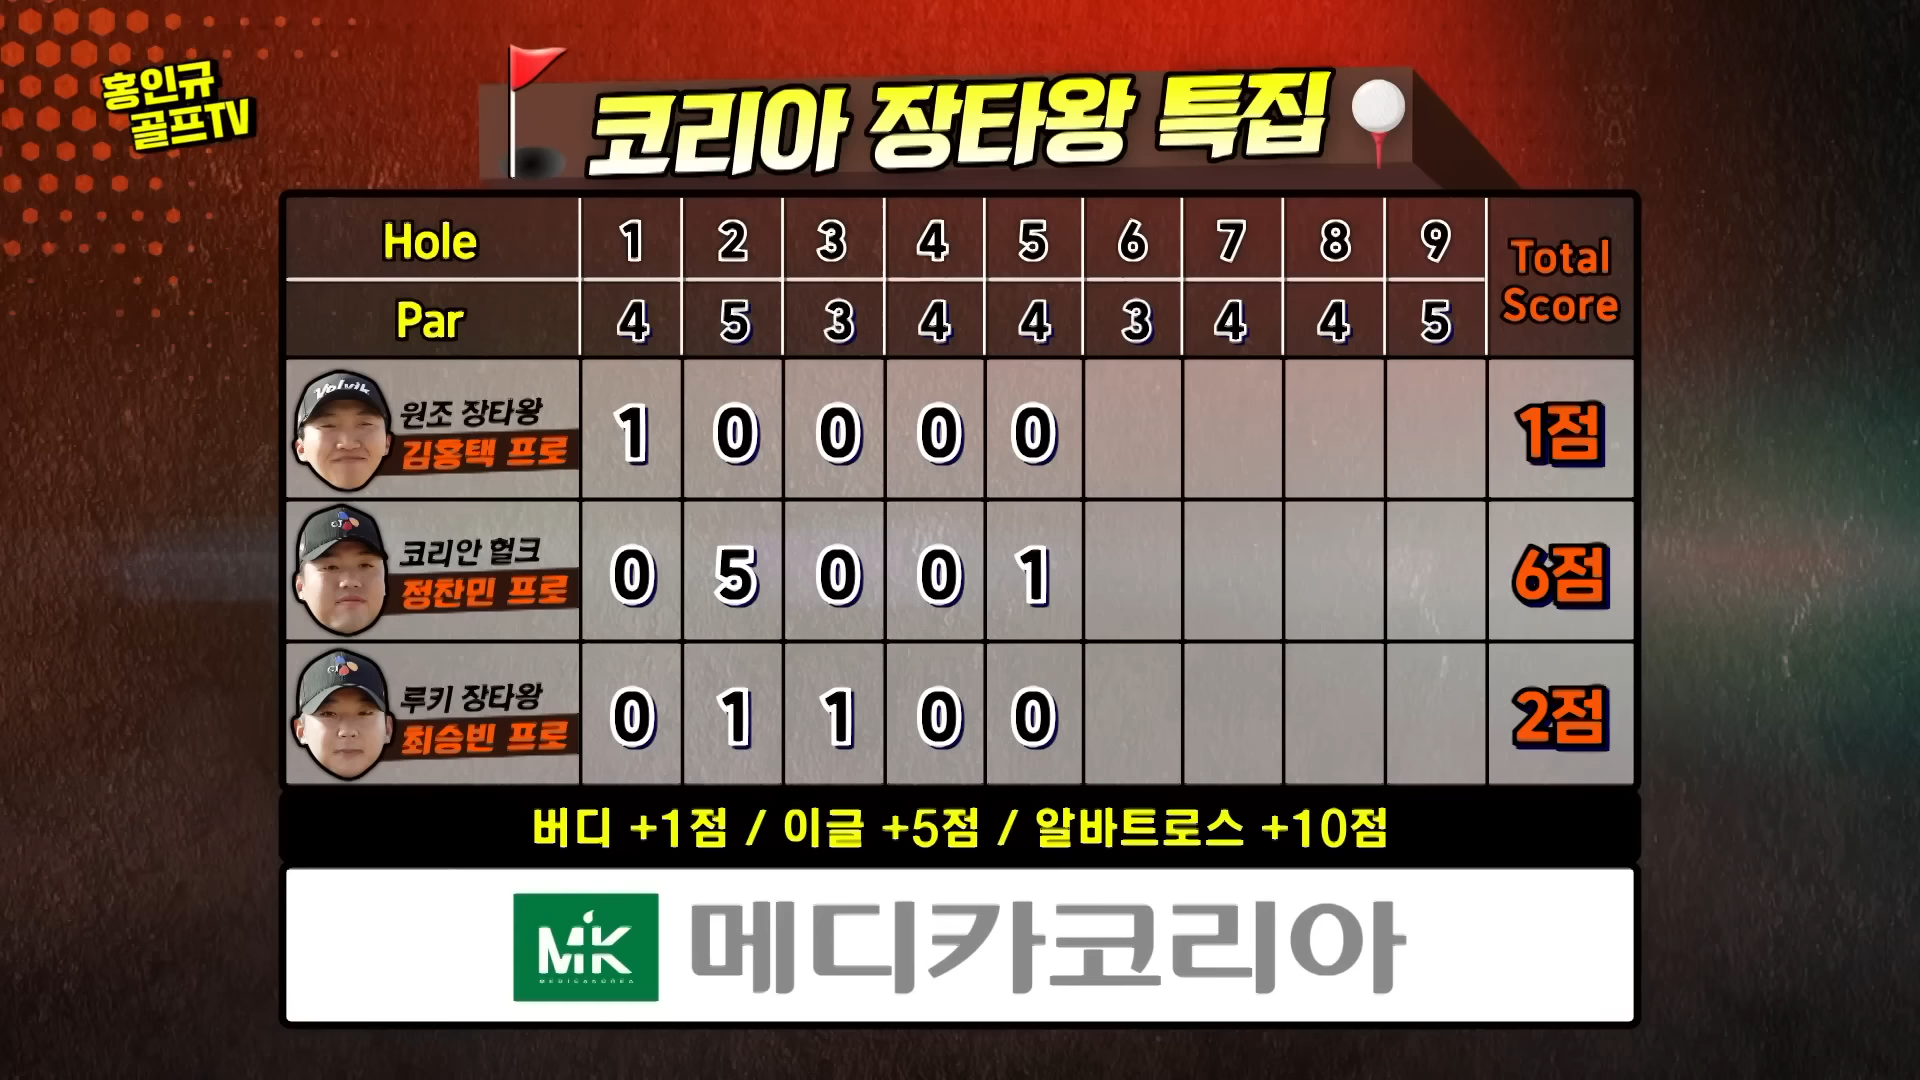 홍인규
골프TV
코리아 장타왕 특집
Hole 1 2 3 4 5 6 7 8 9 Total Score
Par 4 5 3 4 4 3 4 4 5
Volvik
원조 장타왕
김홍택 프로 1 0 0 0 0 1점
CJ
코리안 헐크
정찬민 프로 0 5 0 0 1 6점
CJ
루키 장타왕
최승빈 프로 0 1 1 0 0 2점
버디 +1점 / 이글 +5점 / 알바트로스 +10점
MK 메디카코리아
MEDICAKOREA